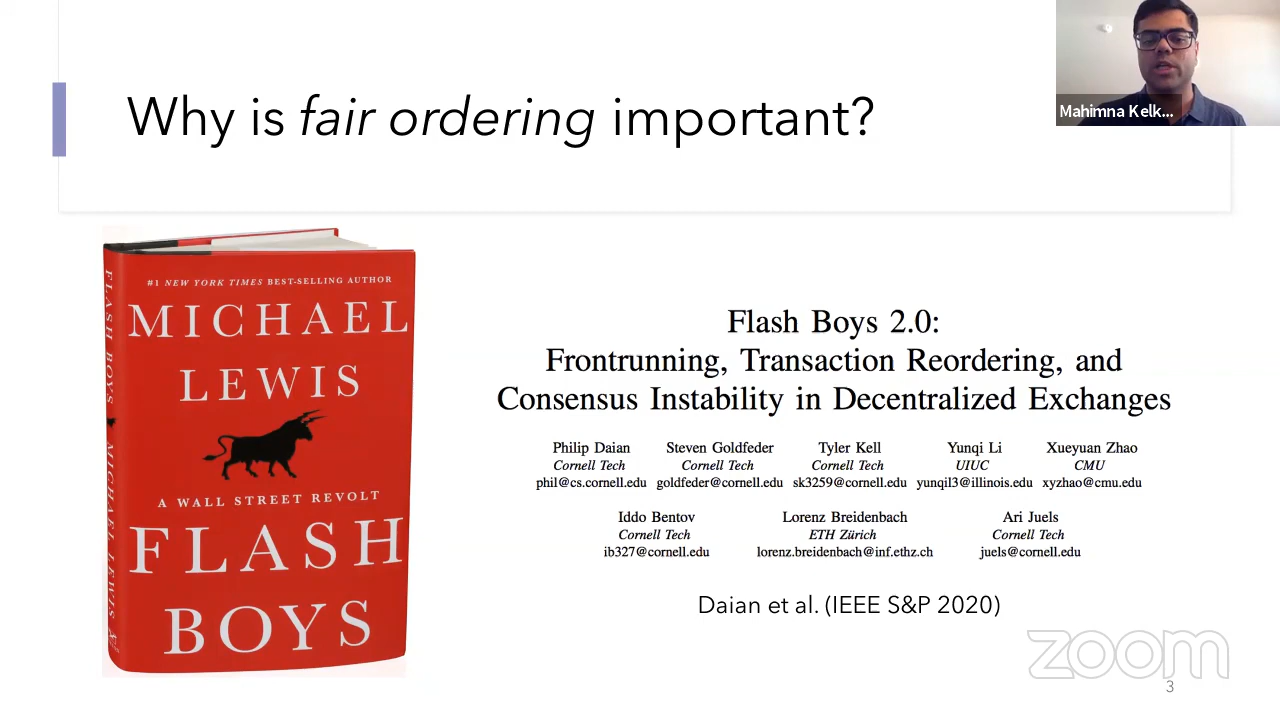 Why is fair ordering important?
Mahimna Kelk...
#1 NEW YORK TIMES BEST-SELLING AUTHOR
MICHAEL
LEWIS
A WALL STREET REVOLT
FLASH
BOYS
FLASH BOYS
MICHAEL LEWIS
Flash Boys 2.0:
Frontrunning, Transaction Reordering, and
Consensus Instability in Decentralized Exchanges
Philip Daian Steven Goldfeder Tyler Kell Yunqi Li Xueyuan Zhao
Cornell Tech Cornell Tech Cornell Tech UIUC CMU
phil@cs.cornell.edu goldfeder@cornell.edu sk3259@cornell.edu yunqil3@illinois.edu xyzhao@cmu.edu
Iddo Bentov Lorenz Breidenbach Ari Juels
Cornell Tech ETH Zürich Cornell Tech
ib327@cornell.edu lorenz.breidenbach@inf.ethz.ch juels@cornell.edu
Daian et al. (IEEE S&P 2020)
zoom
3